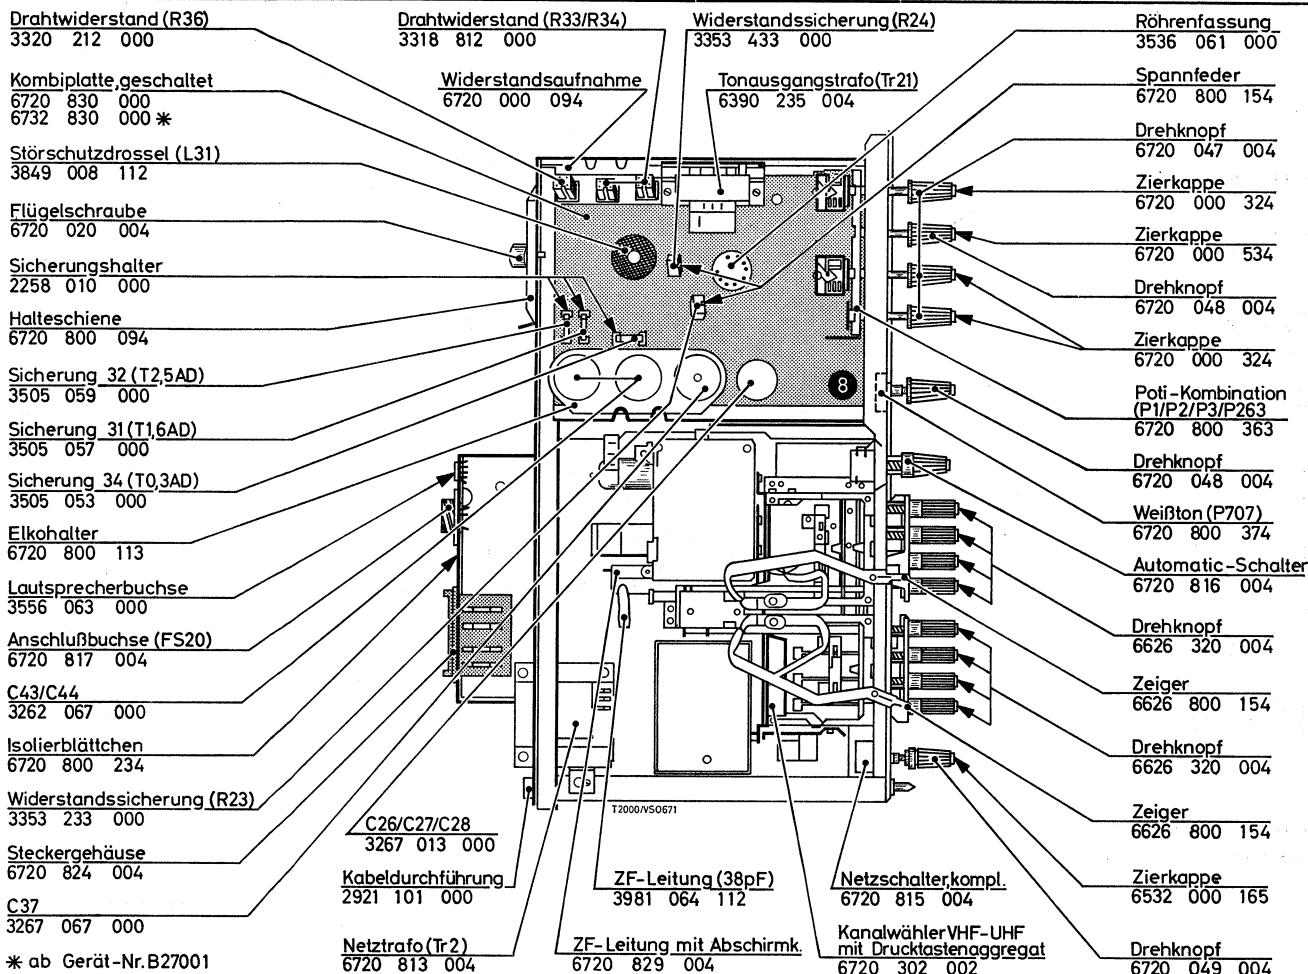 Drahtwiderstand (R36)
3320 212 000
Kombiplatte,geschaltet
6720 830 000
6732 830 000 *
Störschutzdrossel (L31)
3849 008 112
Flügelschraube
6720 020 004
Sicherungshalter
2258 010 000
Halteschiene
6720 800 094
Sicherung 32 (T2,5AD)
3505 059 000
Sicherung 31 (T1,6AD)
3505 057 000
Sicherung 34 (T0,3AD)
3505 053 000
Elkohalter
6720 800 113
Lautsprecherbuchse
3556 063 000
Anschlußbuchse (FS20)
6720 817 004
C43/C44
3262 067 000
Isolierblättchen
6720 800 234
Widerstandssicherung (R23)
3353 233 000
Steckergehäuse
6720 824 004
C37
3267 067 000
* ab Gerät-Nr. B27001
Drahtwiderstand (R33/R34)
3318 812 000
Widerstandsaufnahme
6720 000 094
Widerstandssicherung (R24)
3353 433 000
Tonausgangstrafo (Tr21)
6390 235 004
8
T2000/VS0671
C26/C27/C28
3267 013 000
Kabeldurchführung
2921 101 000
Netztrafo (Tr2)
6720 813 004
ZF-Leitung (38pF)
3981 064 112
ZF-Leitung mit Abschirmk.
6720 829 004
Netzschalter,kompl.
6720 815 004
Kanalwähler VHF-UHF
mit Drucktastenaggregat
6720 302 002
Röhrenfassung
3536 061 000
Spannfeder
6720 800 154
Drehknopf
6720 047 004
Zierkappe
6720 000 324
Zierkappe
6720 000 534
Drehknopf
6720 048 004
Zierkappe
6720 000 324
Poti-Kombination
(P1/P2/P3/P263
6720 800 363
Drehknopf
6720 048 004
Weißton (P707)
6720 800 374
Automatic-Schalter
6720 816 004
Drehknopf
6626 320 004
Zeiger
6626 800 154
Drehknopf
6626 320 004
Zeiger
6626 800 154
Zierkappe
6532 000 165
Drehknopf
6720 049 004